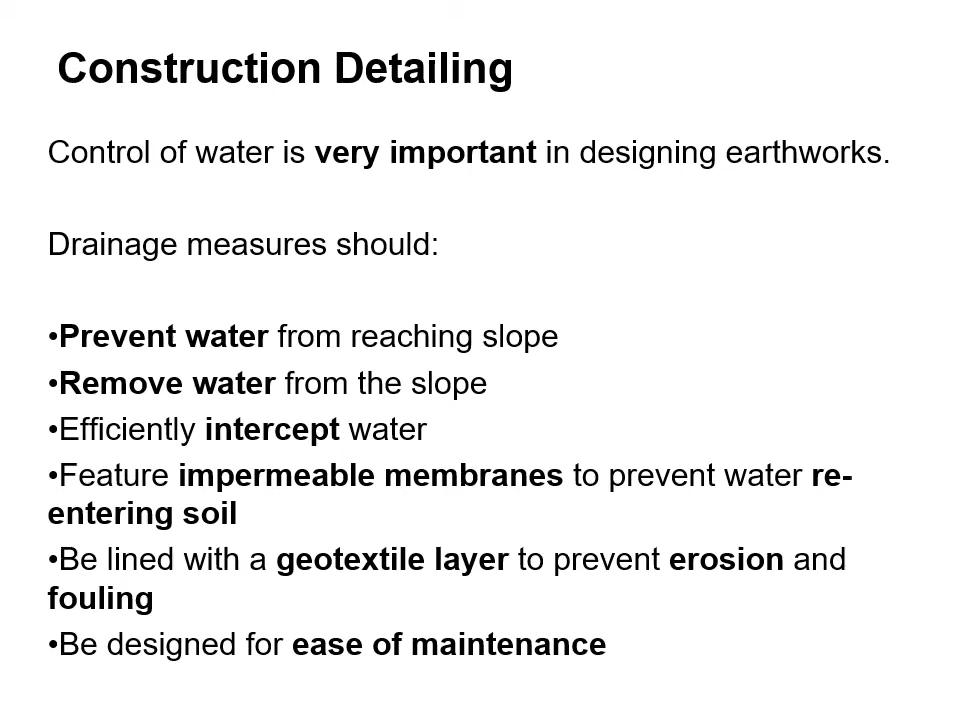 Construction Detailing
Control of water is very important in designing earthworks.
Drainage measures should:
•Prevent water from reaching slope
•Remove water from the slope
•Efficiently intercept water
•Feature impermeable membranes to prevent water re-
entering soil
•Be lined with a geotextile layer to prevent erosion and
fouling
•Be designed for ease of maintenance